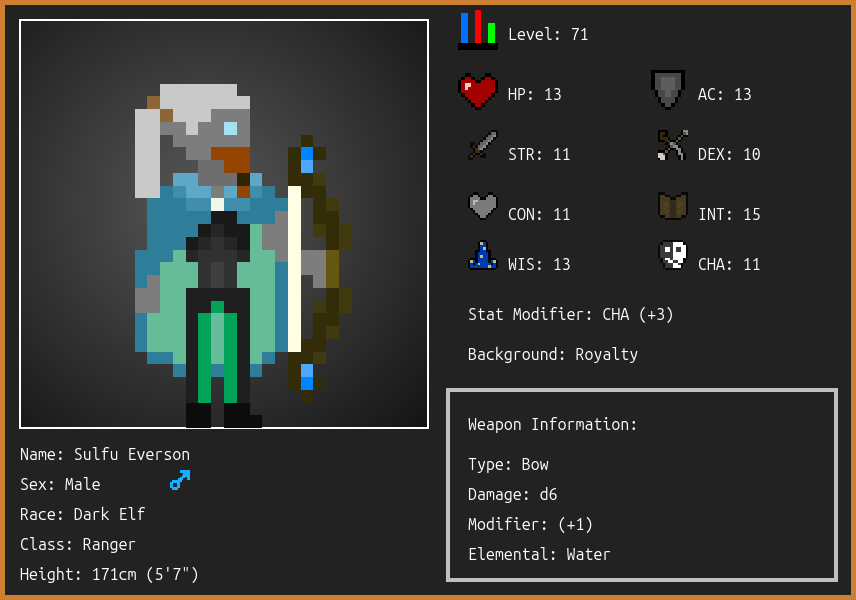 Level: 71
HP: 13
AC: 13
STR: 11
DEX: 10
CON: 11
INT: 15
WIS: 13
CHA: 11
Stat Modifier: CHA (+3)
Background: Royalty
Weapon Information:
Type: Bow
Damage: d6
Modifier: (+1)
Elemental: Water
Name: Sulfu Everson
Sex: Male
Race: Dark Elf
Class: Ranger
Height: 171cm (5'7")